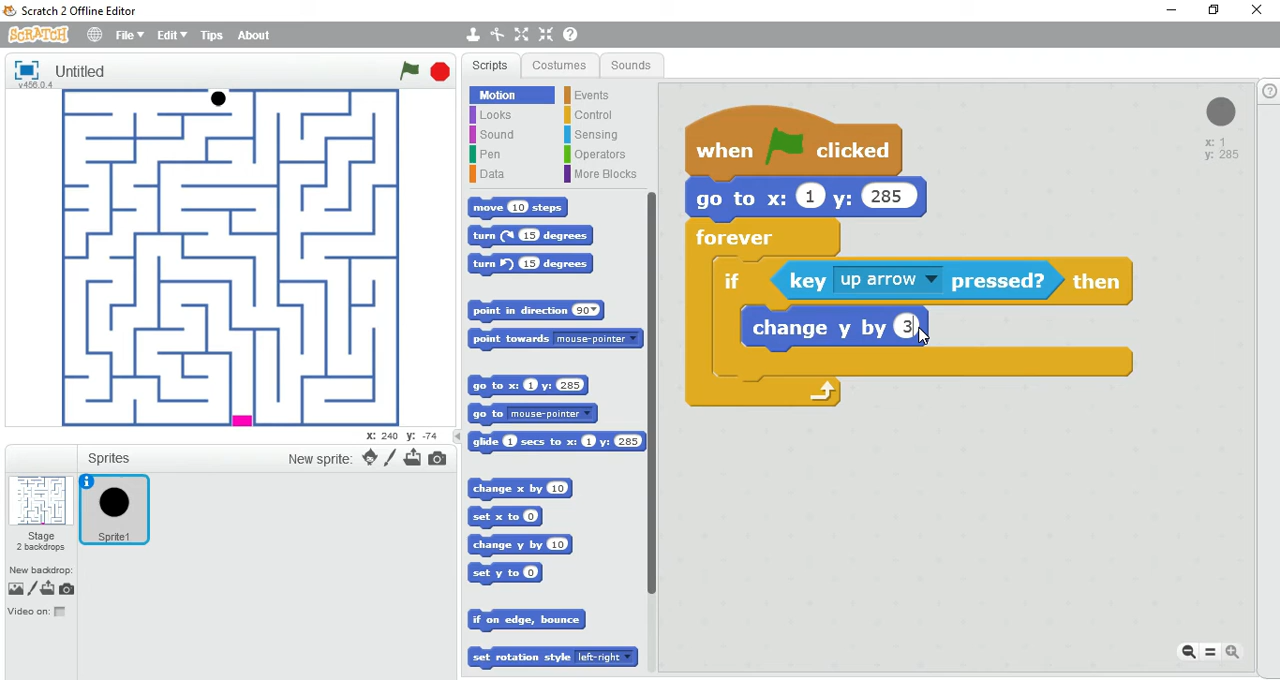 Scratch 2 Offline Editor
SCRATCH File Edit Tips About
v456.0.4
Untitled
Scripts Costumes Sounds
Motion Events
Looks Control
Sound Sensing
Pen Operators
Data More Blocks
move 10 steps
turn 15 degrees
turn 15 degrees
point in direction 90
point towards mouse-pointer
go to x: 1 y: 285
go to mouse-pointer
glide 1 secs to x: 1 y: 285
change x by 10
set x to 0
change y by 10
set y to 0
if on edge, bounce
set rotation style left-right
when clicked
go to x: 1 y: 285
forever
if key up arrow pressed? then
change y by 3
x: 1
y: 285
x: 240 y: -74
Sprites New sprite:
Stage
2 backdrops
Sprite1
New backdrop:
Video on: